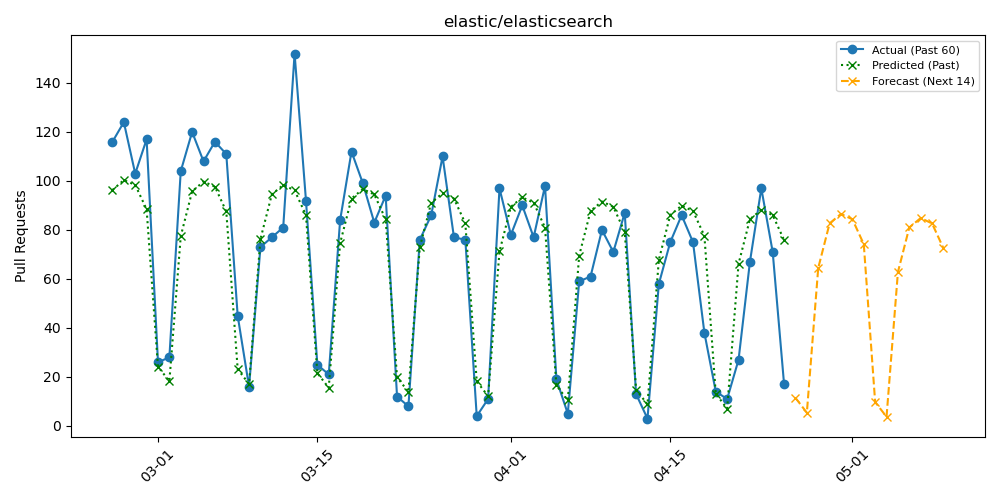 elastic/elasticsearch
Actual (Past 60)
Predicted (Past)
Forecast (Next 14)
Pull Requests
140
120
100
80
60
40
20
0
03-01
03-15
04-01
04-15
05-01